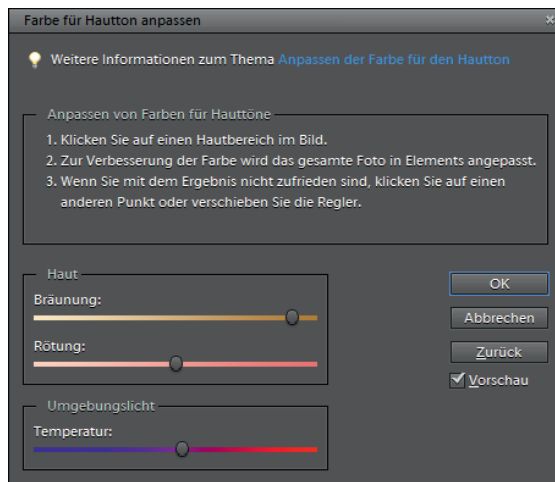 Farbe für Hautton anpassen
Weitere Informationen zum Thema Anpassen der Farbe für den Hautton
Anpassen von Farben für Hauttöne
1. Klicken Sie auf einen Hautbereich im Bild.
2. Zur Verbesserung der Farbe wird das gesamte Foto in Elements angepasst.
3. Wenn Sie mit dem Ergebnis nicht zufrieden sind, klicken Sie auf einen
anderen Punkt oder verschieben Sie die Regler.
Haut
Bräunung:
Rötung:
Umgebungslicht
Temperatur:
OK
Abbrechen
Zurück
Vorschau